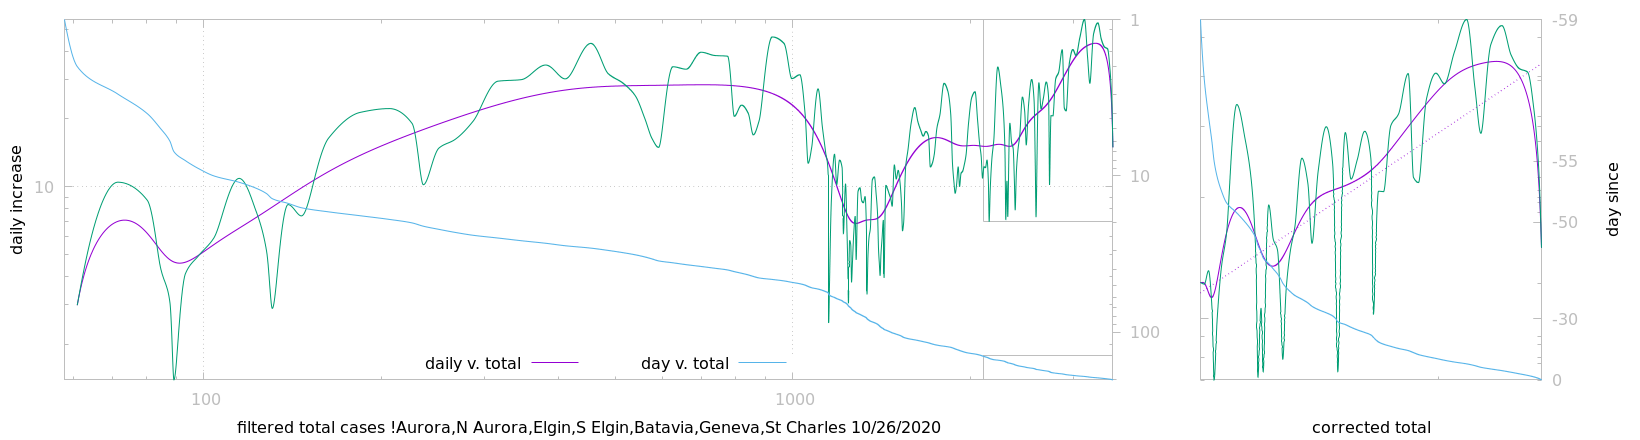 1
-59
10
10
-55
-50
daily increase
day since
-30
100
daily v. total
day v. total
0
100
1000
filtered total cases !Aurora,N Aurora,Elgin,S Elgin,Batavia,Geneva,St Charles 10/26/2020
corrected total